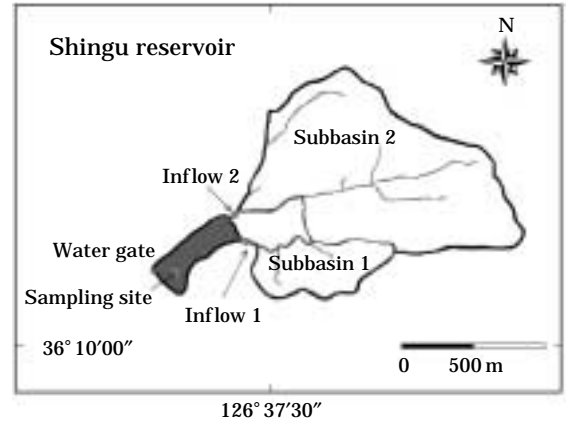 Shingu reservoir
N
Subbasin 2
Inflow 2
Water gate
Subbasin 1
Sampling site
Inflow 1
36° 10′00″
0 500 m
126° 37′30″